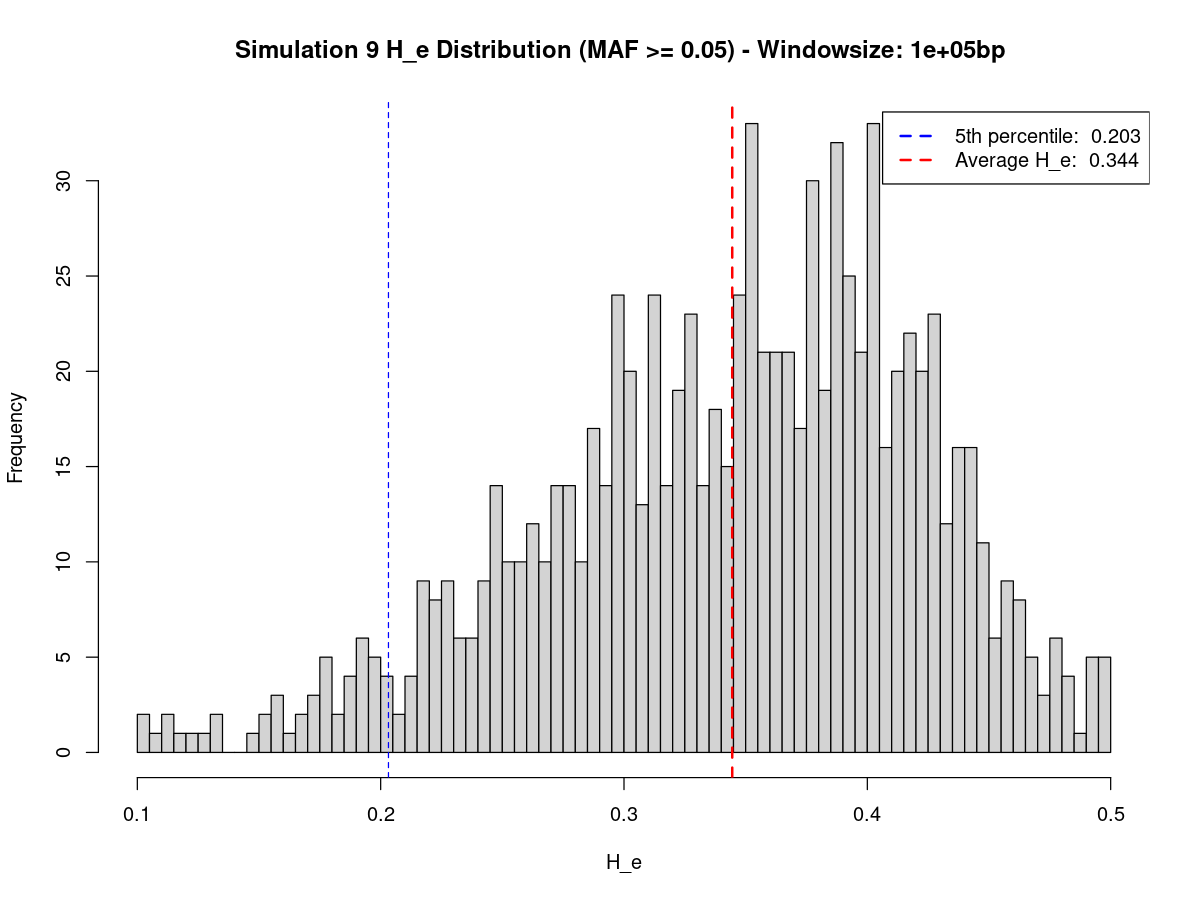 Simulation 9 H_e Distribution (MAF >= 0.05) - Windowsize: 1e+05bp
5th percentile: 0.203
Average H_e: 0.344
Frequency
30
25
20
15
10
5
0
0.1 0.2 0.3 0.4 0.5
H_e